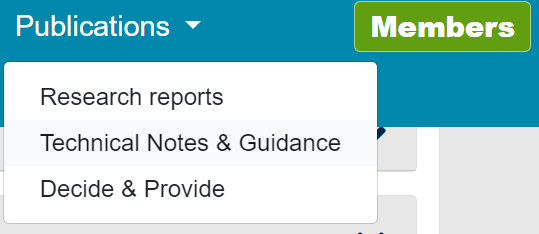 Publications
Members
Research reports
Technical Notes & Guidance
Decide & Provide